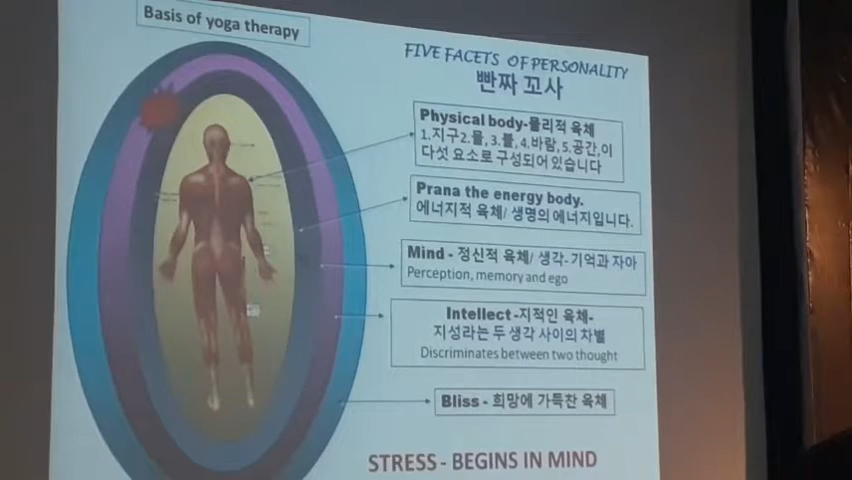 Basis of yoga therapy
FIVE FACETS OF PERSONALITY
빤짜 꼬사
Physical body-물리적 육체
1.지구2.물, 3.불, 4.바람, 5.공간,이
다섯 요소로 구성되어 있습니다
Prana the energy body.
에너지적 육체/ 생명의 에너지입니다.
Mind - 정신적 육체/ 생각- 기억과 자아
Perception, memory and ego
Intellect-지적인 육체-
지성라는 두 생각 사이의 차별
Discriminates between two thought
Bliss - 희망에 가득찬 육체
STRESS - BEGINS IN MIND